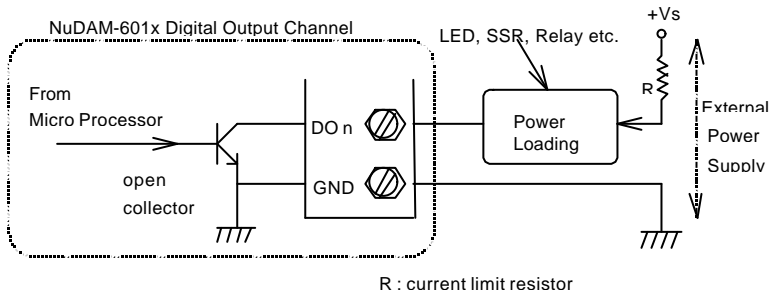 NuDAM-601x Digital Output Channel
+Vs
LED, SSR, Relay etc.
R
From
Micro Processor
DO n
Power
Loading
External
Power
Supply
open
collector
GND
R : current limit resistor